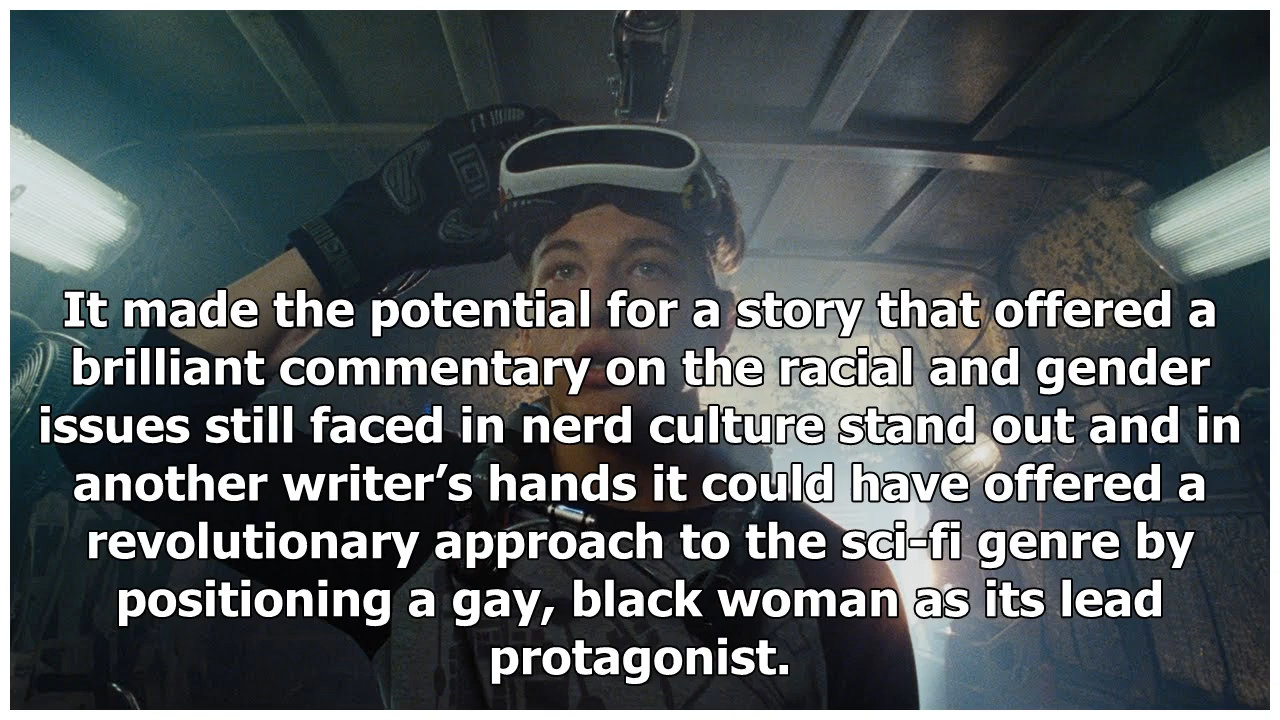 It made the potential for a story that offered a
brilliant commentary on the racial and gender
issues still faced in nerd culture stand out and in
another writer’s hands it could have offered a
revolutionary approach to the sci-fi genre by
positioning a gay, black woman as its lead
protagonist.